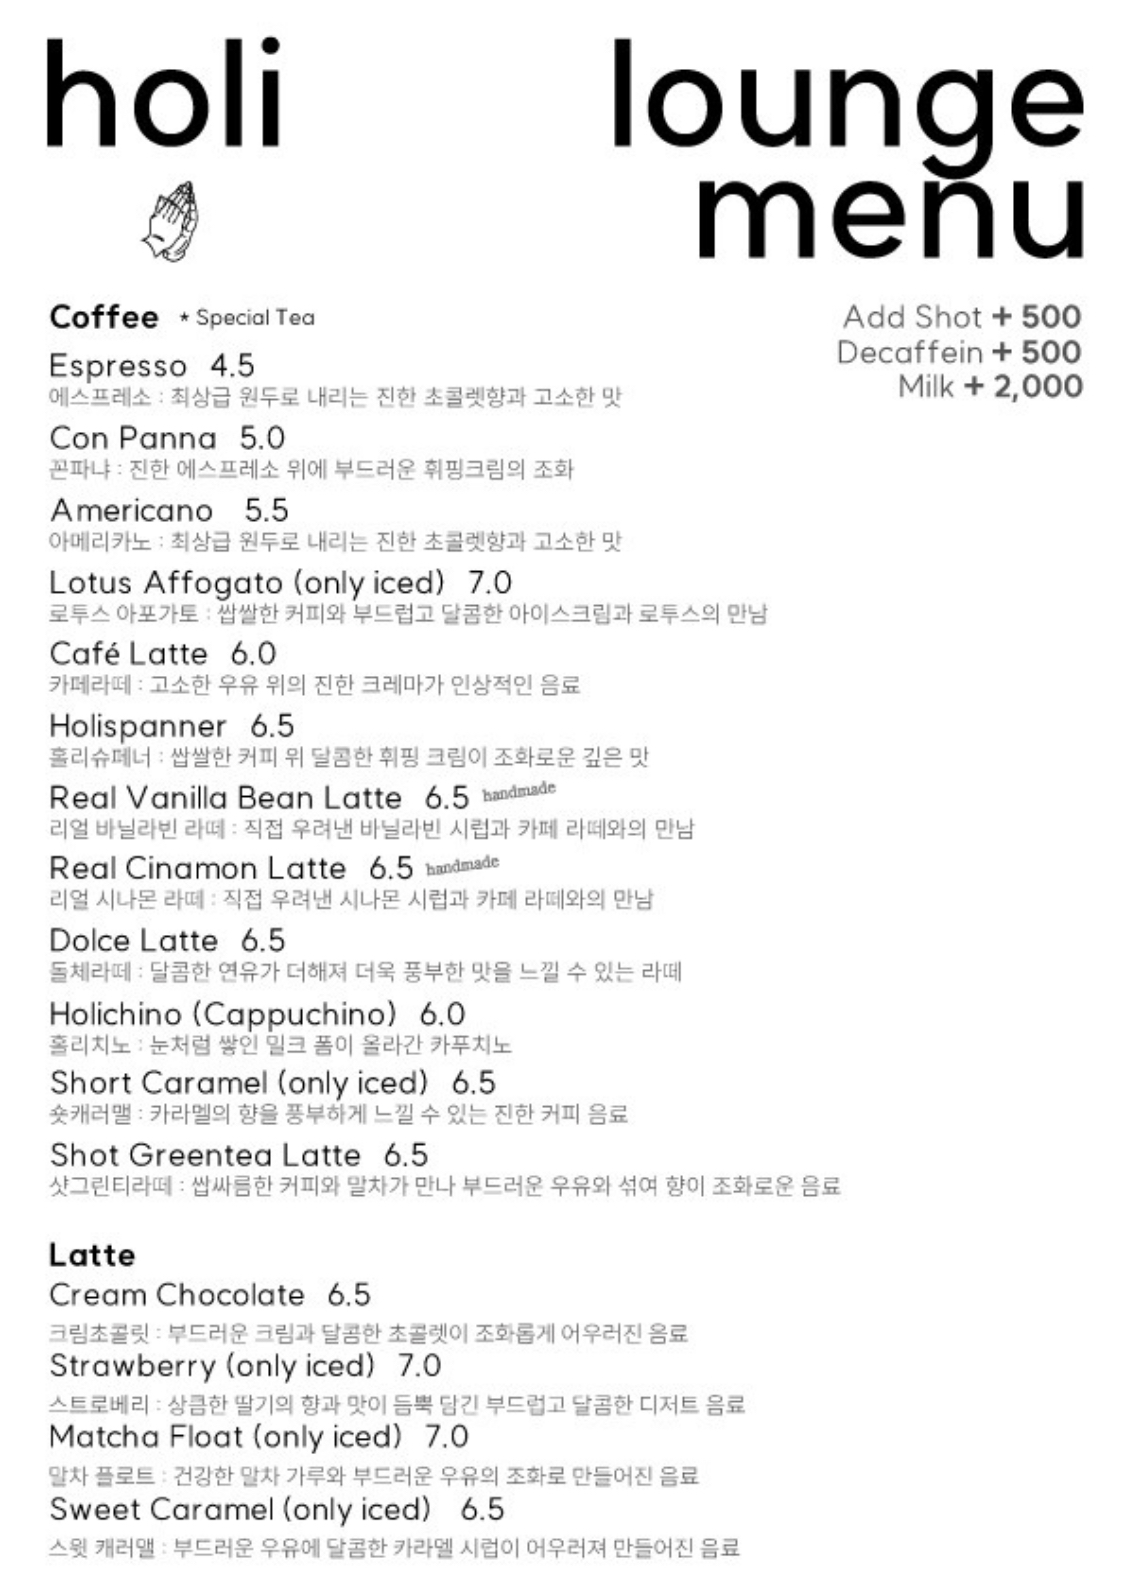 holi lounge
menu
Coffee * Special Tea
Add Shot + 500
Decaffein + 500
Milk + 2,000
Espresso 4.5
에스프레소 : 최상급 원두로 내리는 진한 초콜렛향과 고소한 맛
Con Panna 5.0
꼰파냐 : 진한 에스프레소 위에 부드러운 휘핑크림의 조화
Americano 5.5
아메리카노 : 최상급 원두로 내리는 진한 초콜렛향과 고소한 맛
Lotus Affogato (only iced) 7.0
로투스 아포가토 : 쌉쌀한 커피와 부드럽고 달콤한 아이스크림과 로투스의 만남
Café Latte 6.0
카페라떼 : 고소한 우유 위의 진한 크레마가 인상적인 음료
Holispanner 6.5
홀리슈페너 : 쌉쌀한 커피 위 달콤한 휘핑 크림이 조화로운 깊은 맛
Real Vanilla Bean Latte 6.5 handmade
리얼 바닐라빈 라떼 : 직접 우려낸 바닐라빈 시럽과 카페 라떼와의 만남
Real Cinamon Latte 6.5 handmade
리얼 시나몬 라떼 : 직접 우려낸 시나몬 시럽과 카페 라떼와의 만남
Dolce Latte 6.5
돌체라떼 : 달콤한 연유가 더해져 더욱 풍부한 맛을 느낄 수 있는 라떼
Holichino (Cappuchino) 6.0
홀리치노 : 눈처럼 쌓인 밀크 폼이 올라간 카푸치노
Short Caramel (only iced) 6.5
숏캐러맬 : 카라멜의 향을 풍부하게 느낄 수 있는 진한 커피 음료
Shot Greentea Latte 6.5
샷그린티라떼 : 쌉싸름한 커피와 말차가 만나 부드러운 우유와 섞여 향이 조화로운 음료
Latte
Cream Chocolate 6.5
크림초콜릿 : 부드러운 크림과 달콤한 초콜렛이 조화롭게 어우러진 음료
Strawberry (only iced) 7.0
스트로베리 : 상큼한 딸기의 향과 맛이 듬뿍 담긴 부드럽고 달콤한 디저트 음료
Matcha Float (only iced) 7.0
말차 플로트 : 건강한 말차 가루와 부드러운 우유의 조화로 만들어진 음료
Sweet Caramel (only iced) 6.5
스윗 캐러맬 : 부드러운 우유에 달콤한 카라멜 시럽이 어우러져 만들어진 음료